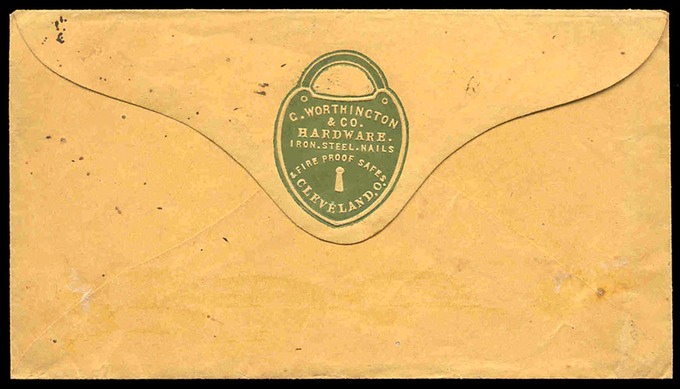 G. WORTHINGTON
& CO.
HARDWARE.
IRON-STEEL-NAILS
FIRE PROOF SAFES
CLEVELAND, O.